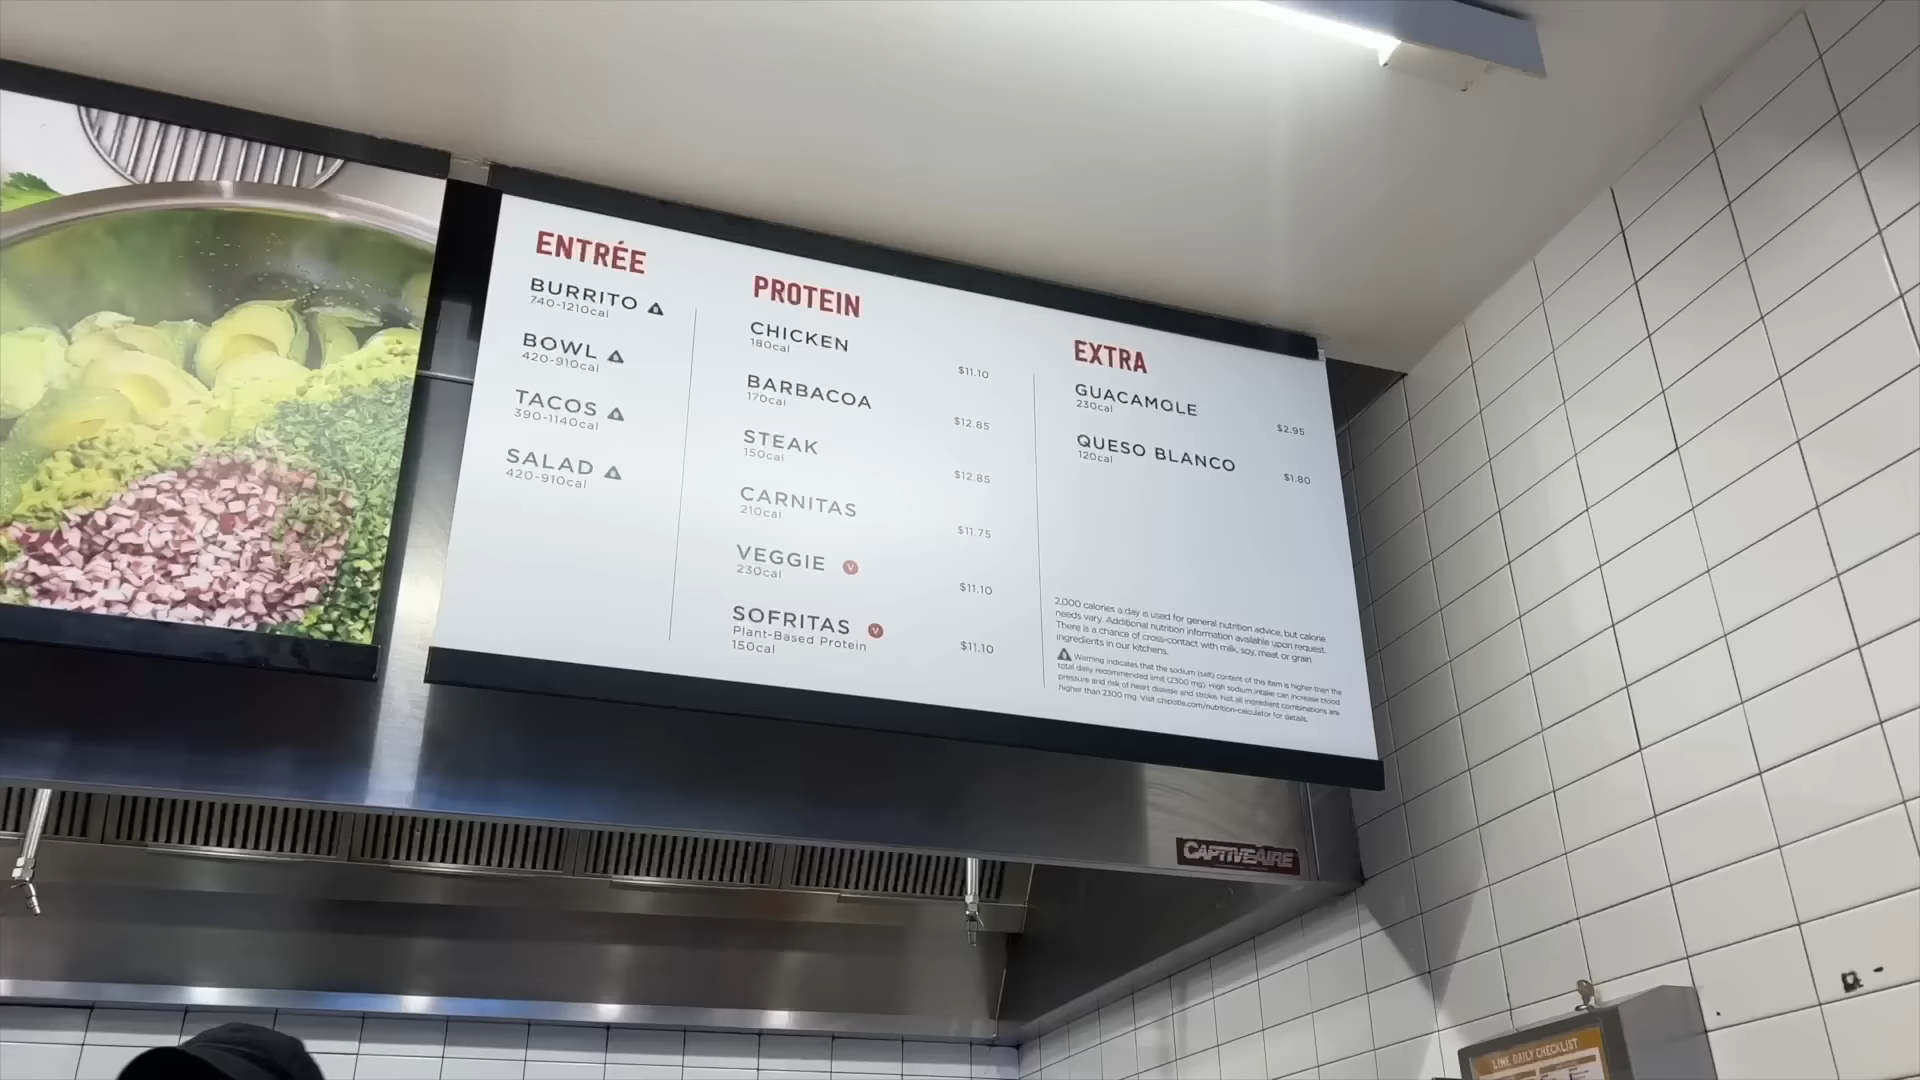 ENTRÉE
BURRITO
740-1210cal
BOWL
420-910cal
TACOS
390-1140cal
SALAD
420-910cal
PROTEIN
CHICKEN
180cal
$11.10
BARBACOA
170cal
$12.85
STEAK
150cal
$12.85
CARNITAS
210cal
$11.75
VEGGIE V
230cal
$11.10
SOFRITAS V
Plant-Based Protein
150cal
$11.10
EXTRA
GUACAMOLE
230cal
$2.95
QUESO BLANCO
120cal
$1.80
2,000 calories a day is used for general nutrition advice, but calorie
needs vary. Additional nutrition information available upon request.
There is a chance of cross-contact with milk, soy, meat or grain
ingredients in our kitchens.
Warning indicates that the sodium (salt) content of this item is higher than the
total daily recommended limit (2300 mg). High sodium intake can increase blood
pressure and risk of heart disease and stroke. Not all ingredient combinations are
higher than 2300 mg. Visit chipotle.com/nutrition-calculator for details.
CAPTIVEAIRE
LINE DAILY CHECKLIST